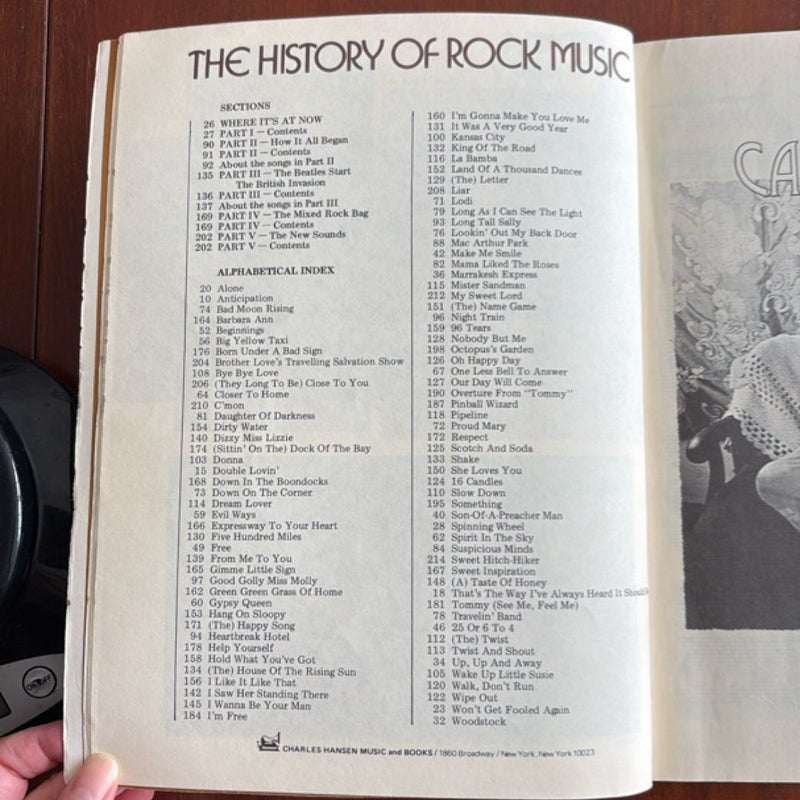 THE HISTORY OF ROCK MUSIC
SECTIONS
26 WHERE IT'S AT NOW
27 PART I — Contents
90 PART II — How It All Began
91 PART II — Contents
92 About the songs in Part II
135 PART III — The Beatles Start
The British Invasion
136 PART III — Contents
137 About the songs in Part III
169 PART IV — The Mixed Rock Bag
169 PART IV — Contents
202 PART V — The New Sounds
202 PART V — Contents
ALPHABETICAL INDEX
20 Alone
10 Anticipation
74 Bad Moon Rising
164 Barbara Ann
52 Beginnings
56 Big Yellow Taxi
176 Born Under A Bad Sign
204 Brother Love's Travelling Salvation Show
108 Bye Bye Love
206 (They Long To Be) Close To You
64 Closer To Home
210 C'mon
81 Daughter Of Darkness
154 Dirty Water
140 Dizzy Miss Lizzie
174 (Sittin' On The) Dock Of The Bay
103 Donna
15 Double Lovin'
168 Down In The Boondocks
73 Down On The Corner
114 Dream Lover
59 Evil Ways
166 Expressway To Your Heart
130 Five Hundred Miles
49 Free
139 From Me To You
165 Gimme Little Sign
97 Good Golly Miss Molly
162 Green Green Grass Of Home
60 Gypsy Queen
153 Hang On Sloopy
171 (The) Happy Song
94 Heartbreak Hotel
178 Help Yourself
158 Hold What You've Got
134 (The) House Of The Rising Sun
156 I Like It Like That
142 I Saw Her Standing There
145 I Wanna Be Your Man
184 I'm Free
160 I'm Gonna Make You Love Me
131 It Was A Very Good Year
100 Kansas City
132 King Of The Road
116 La Bamba
152 Land Of A Thousand Dances
129 (The) Letter
208 Liar
71 Lodi
79 Long As I Can See The Light
93 Long Tall Sally
76 Lookin' Out My Back Door
88 Mac Arthur Park
42 Make Me Smile
82 Mama Liked The Roses
36 Marrakesh Express
115 Mister Sandman
212 My Sweet Lord
151 (The) Name Game
96 Night Train
159 96 Tears
128 Nobody But Me
198 Octopus's Garden
126 Oh Happy Day
67 One Less Bell To Answer
127 Our Day Will Come
190 Overture From "Tommy"
187 Pinball Wizard
118 Pipeline
72 Proud Mary
172 Respect
125 Scotch And Soda
133 Shake
150 She Loves You
124 16 Candles
110 Slow Down
195 Something
40 Son-Of-A-Preacher Man
28 Spinning Wheel
62 Spirit In The Sky
84 Suspicious Minds
214 Sweet Hitch-Hiker
167 Sweet Inspiration
148 (A) Taste Of Honey
18 That's The Way I've Always Heard It
181 Tommy (See Me, Feel Me)
78 Travelin' Band
46 25 Or 6 To 4
112 (The) Twist
113 Twist And Shout
34 Up, Up And Away
105 Wake Up Little Susie
120 Walk, Don't Run
122 Wipe Out
23 Won't Get Fooled Again
32 Woodstock
CHARLES HANSEN MUSIC and BOOKS / 1860 Broadway / New York, New York 10023
CA
ON/OFF